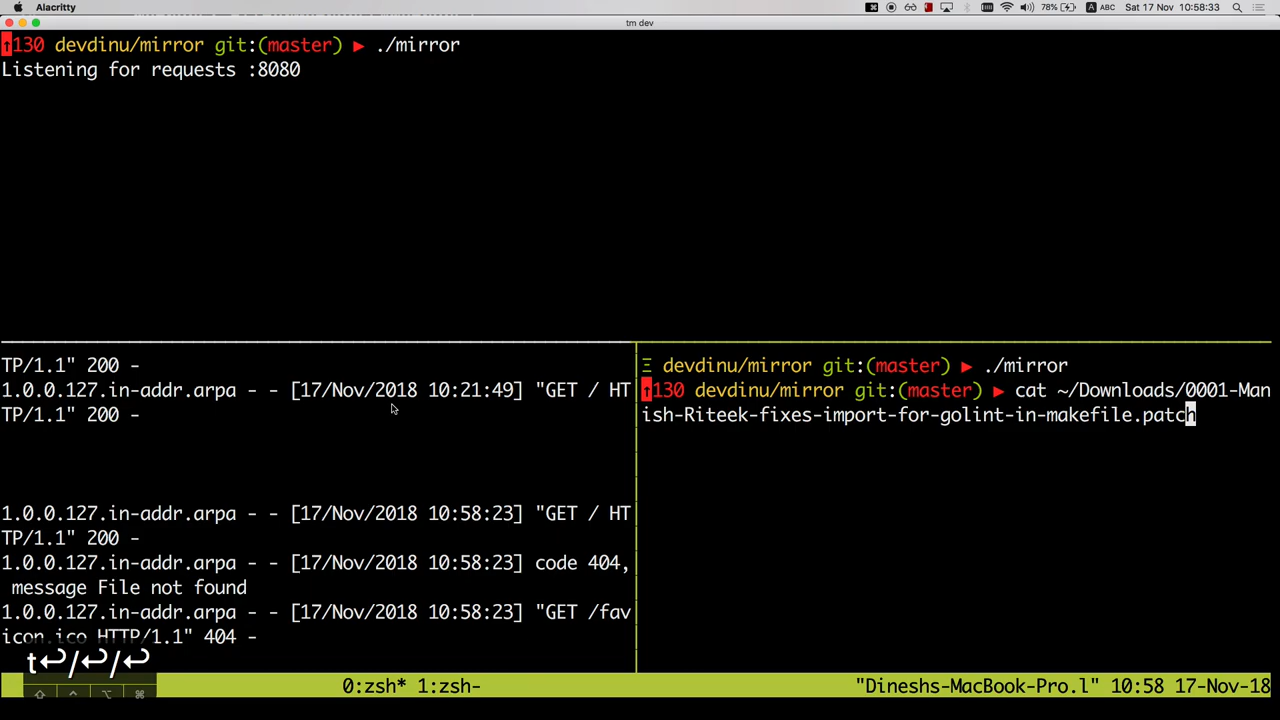 Alacritty 78% ABC Sat 17 Nov 10:58:33
tm dev
↑130 devdinu/mirror git:(master) ► ./mirror
Listening for requests :8080
TP/1.1" 200 -
1.0.0.127.in-addr.arpa - - [17/Nov/2018 10:21:49] "GET / HT
TP/1.1" 200 -
1.0.0.127.in-addr.arpa - - [17/Nov/2018 10:58:23] "GET / HT
TP/1.1" 200 -
1.0.0.127.in-addr.arpa - - [17/Nov/2018 10:58:23] code 404,
message File not found
1.0.0.127.in-addr.arpa - - [17/Nov/2018 10:58:23] "GET /fav
icon.ico HTTP/1.1" 404 -
Ξ devdinu/mirror git:(master) ► ./mirror
↑130 devdinu/mirror git:(master) ► cat ~/Downloads/0001-Man
ish-Riteek-fixes-import-for-golint-in-makefile.patch
t↩/↩/↩
0:zsh* 1:zsh- "Dineshs-MacBook-Pro.l" 10:58 17-Nov-18